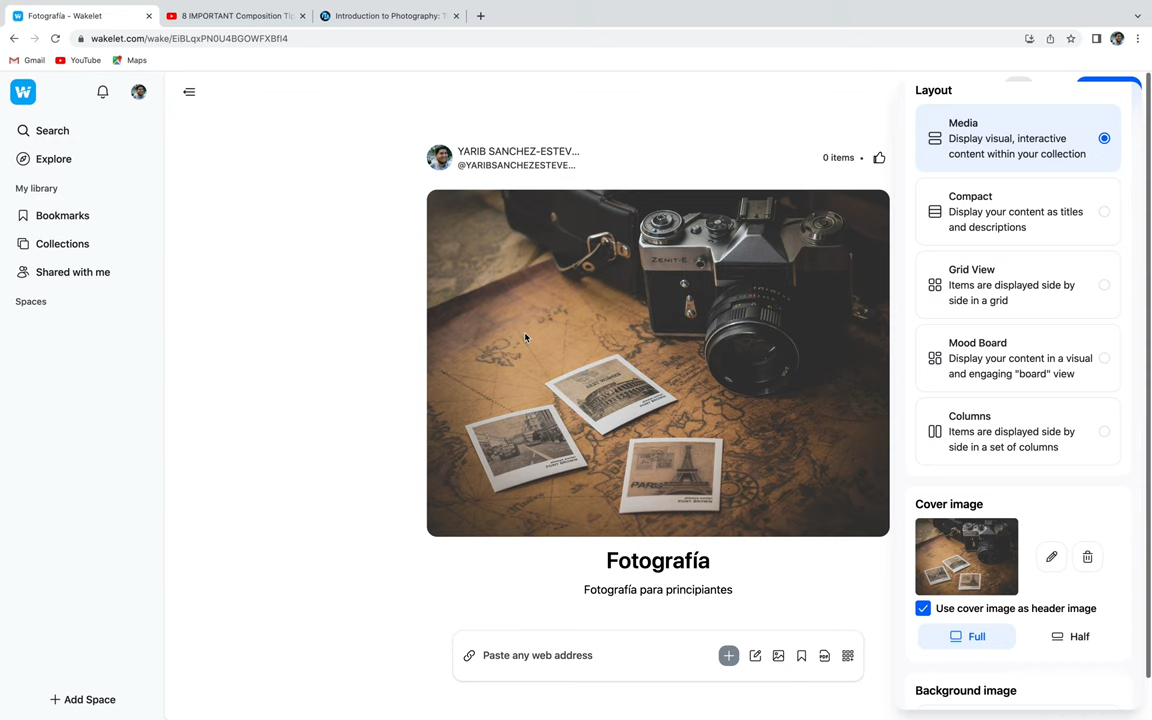 Fotografía - Wakelet
8 IMPORTANT Composition Ti
Introduction to Photography: T
wakelet.com/wake/EiBLqxPN0U4BGOWFXBfI4
Gmail
YouTube
Maps
W
Search
Explore
My library
Bookmarks
Collections
Shared with me
Spaces
Add Space
YARIB SANCHEZ-ESTEV...
@YARIBSANCHEZESTEVE...
0 items
ZENIT-E
PARIS
Fotografía
Fotografía para principiantes
Paste any web address
PDF
Layout
Media
Display visual, interactive
content within your collection
Compact
Display your content as titles
and descriptions
Grid View
Items are displayed side by
side in a grid
Mood Board
Display your content in a visual
and engaging "board" view
Columns
Items are displayed side by
side in a set of columns
Cover image
Use cover image as header image
Full
Half
Background image